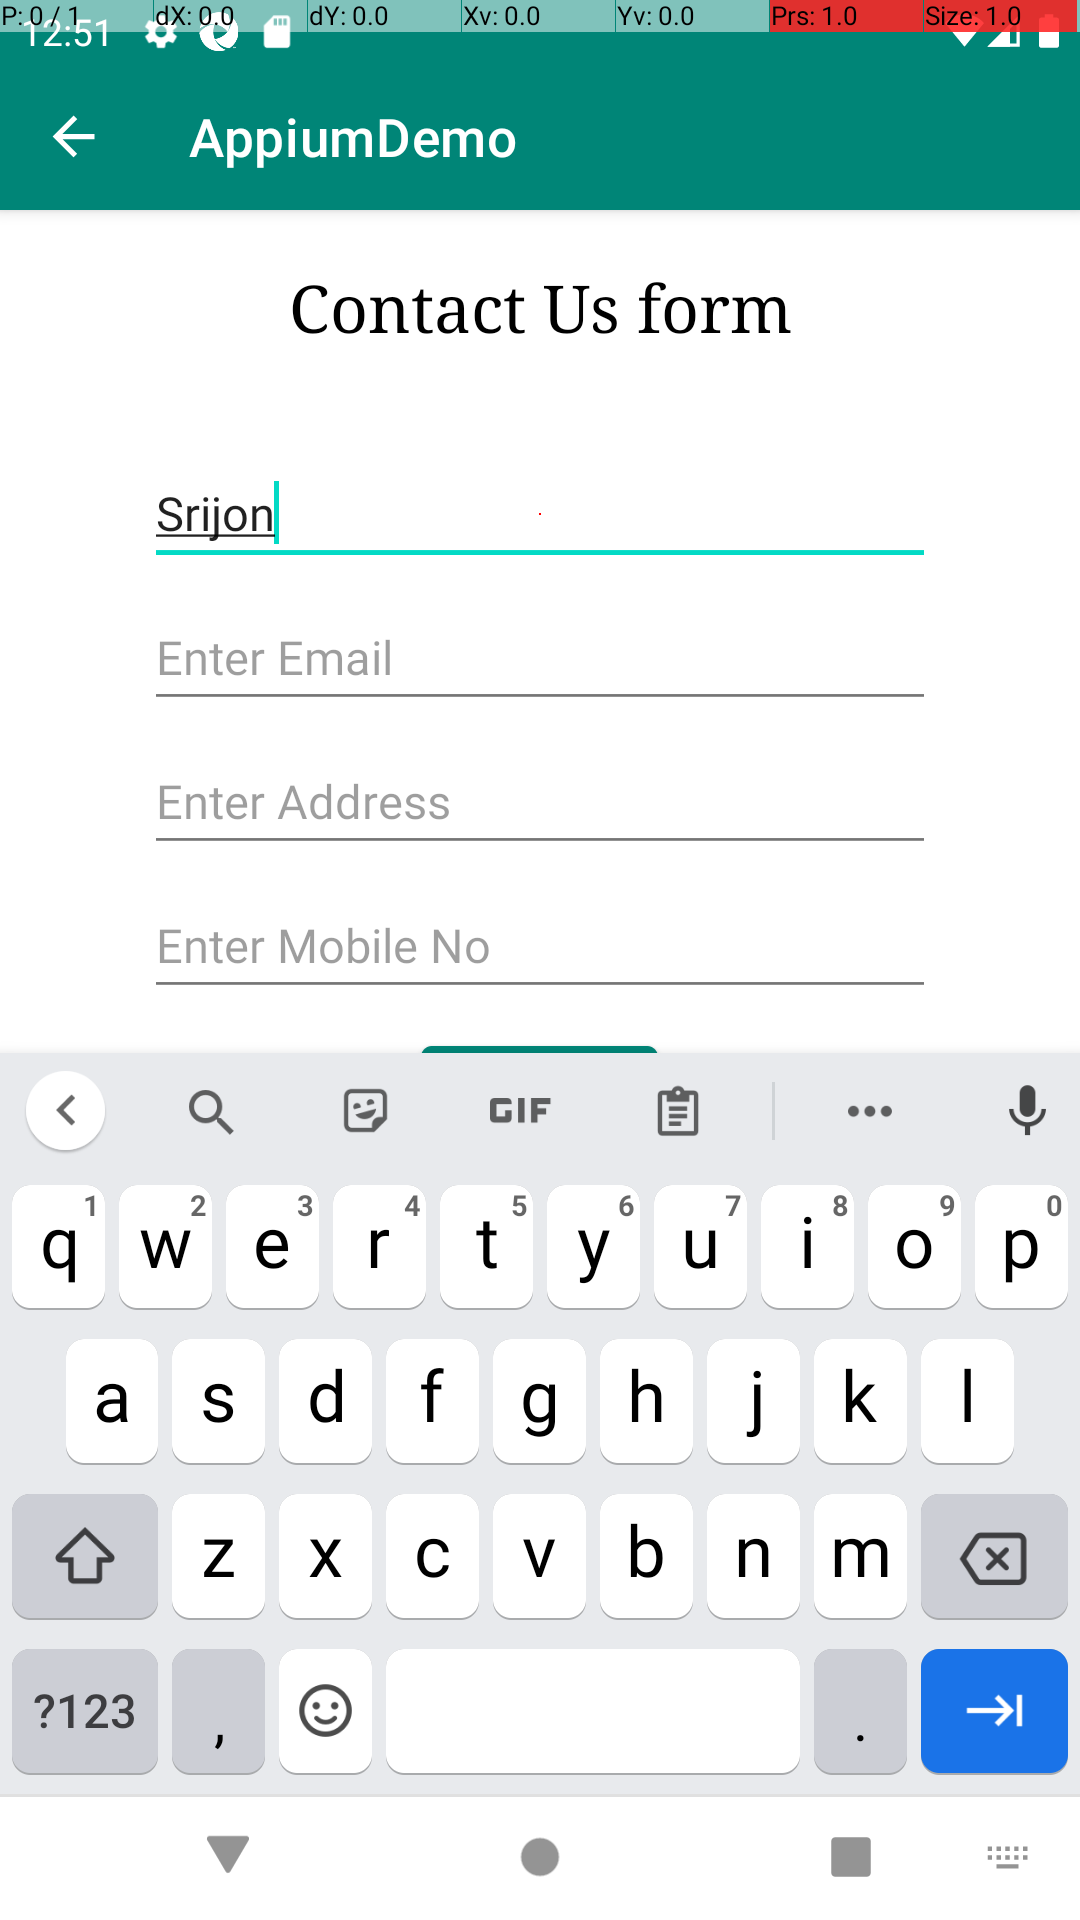 P: 0 / 1 dX: 0.0 dY: 0.0 Xv: 0.0 Yv: 0.0 Prs: 1.0 Size: 1.0
12:51
AppiumDemo
Contact Us form
Srijon
Enter Email
Enter Address
Enter Mobile No
GIF
1 2 3 4 5 6 7 8 9 0
q w e r t y u i o p
a s d f g h j k l
z x c v b n m
?123 , .